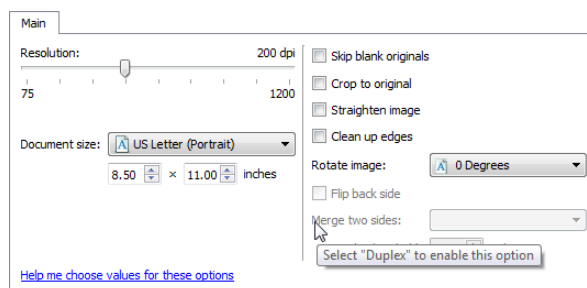 Main
Resolution: 200 dpi
75 1200
Document size: US Letter (Portrait)
8.50 × 11.00 inches
Help me choose values for these options
Skip blank originals
Crop to original
Straighten image
Clean up edges
Rotate image: 0 Degrees
Flip back side
Merge two sides:
Select "Duplex" to enable this option